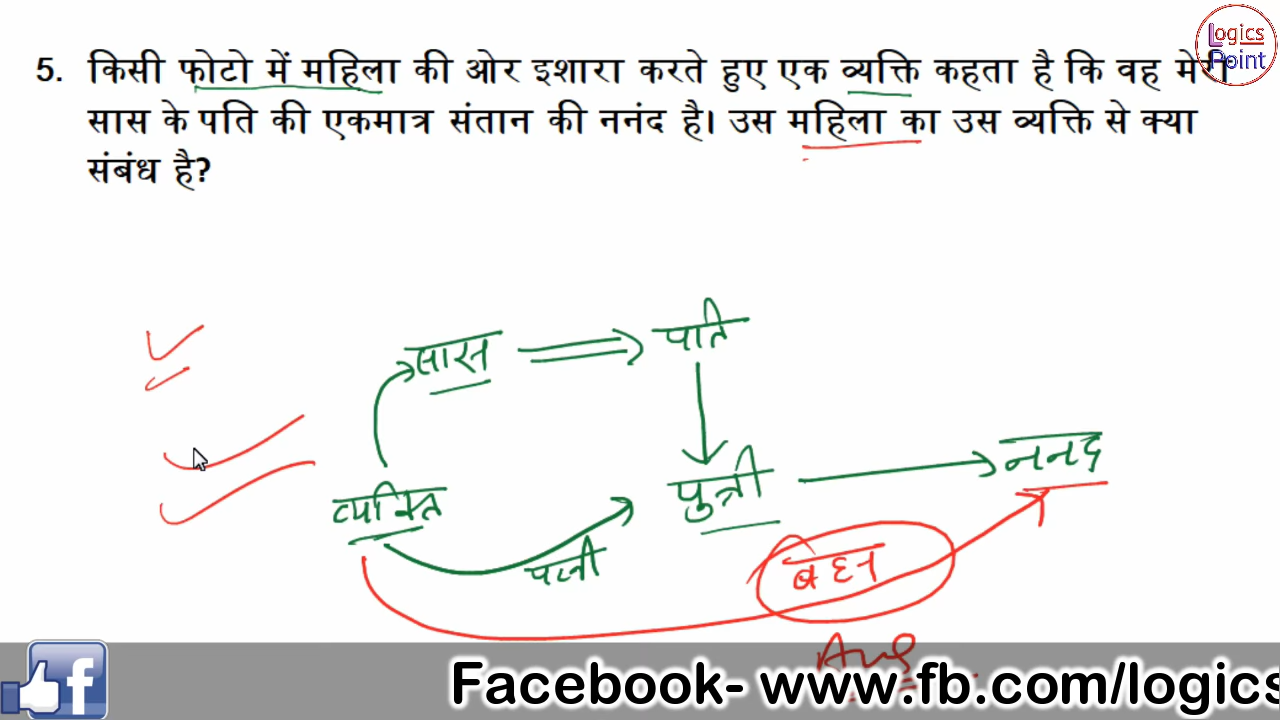 Logics
Point
5. किसी फोटो में महिला की ओर इशारा करते हुए एक व्यक्ति कहता है कि वह मेरी
सास के पति की एकमात्र संतान की ननंद है। उस महिला का उस व्यक्ति से क्या
संबंध है?
सास
पति
ननद
व्यक्ति
पुत्री
पत्नी
बहन
Ans
Facebook- www.fb.com/logics